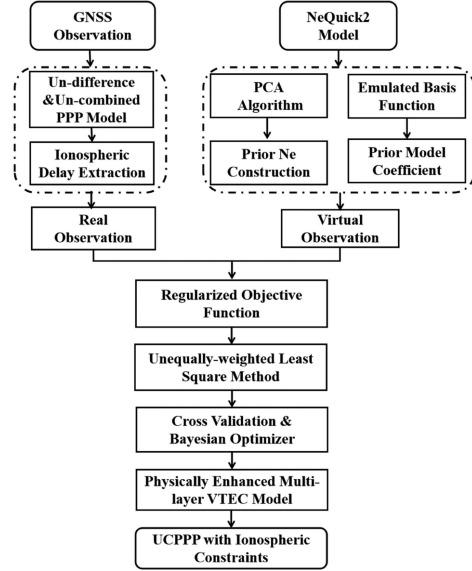 GNSS
Observation
NeQuick2
Model
Un-difference
&Un-combined
PPP Model
Ionospheric
Delay Extraction
PCA
Algorithm
Emulated Basis
Function
Prior Ne
Construction
Prior Model
Coefficient
Real
Observation
Virtual
Observation
Regularized Objective
Function
Unequally-weighted Least
Square Method
Cross Validation &
Bayesian Optimizer
Physically Enhanced Multi-
layer VTEC Model
UCPPP with Ionospheric
Constraints